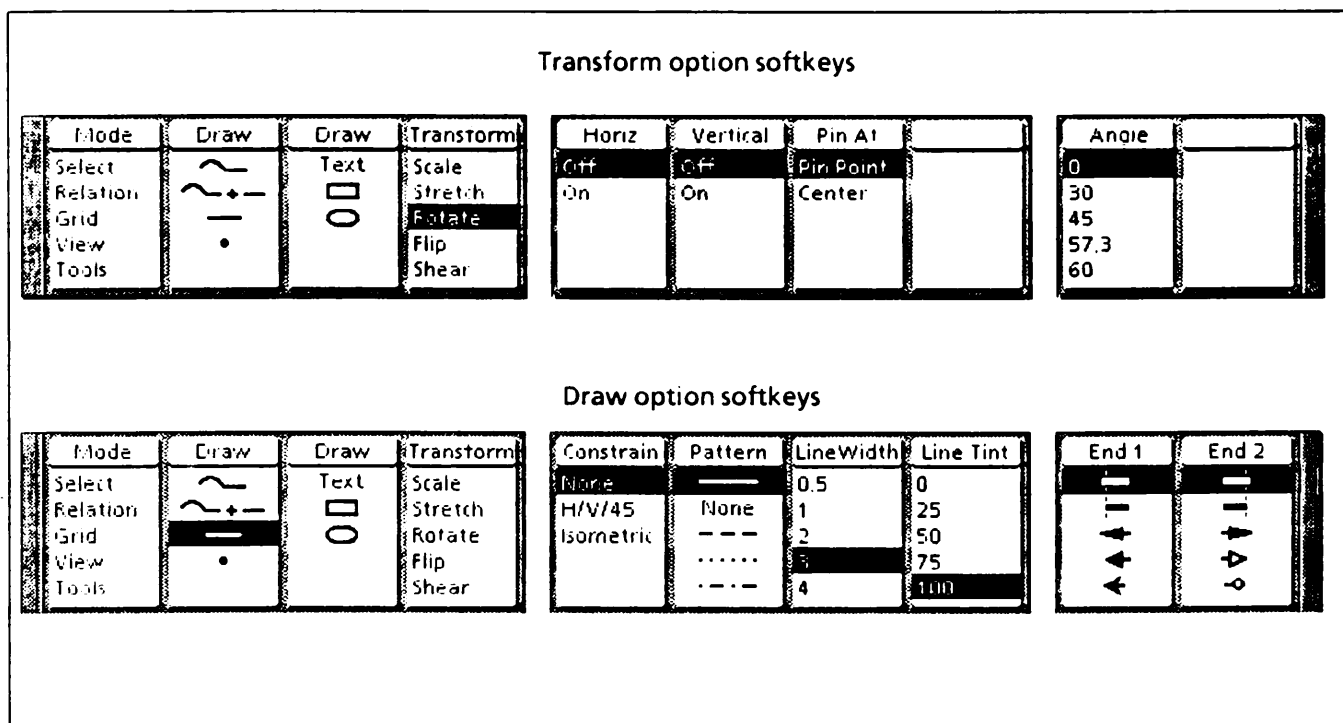 Transform option softkeys
Mode Draw Draw Transform Horiz Vertical Pin At Angle
Select Text Scale Off Off Pin Point 0
Relation Stretch On On Center 30
Grid Rotate 45
View Flip 57.3
Tools Shear 60
Draw option softkeys
Mode Draw Draw Transform Constrain Pattern LineWidth Line Tint End 1 End 2
Select Text Scale None 0.5 0
Relation Stretch H/V/45 None 1 25
Grid Rotate Isometric 2 50
View Flip 3 75
Tools Shear 4 100